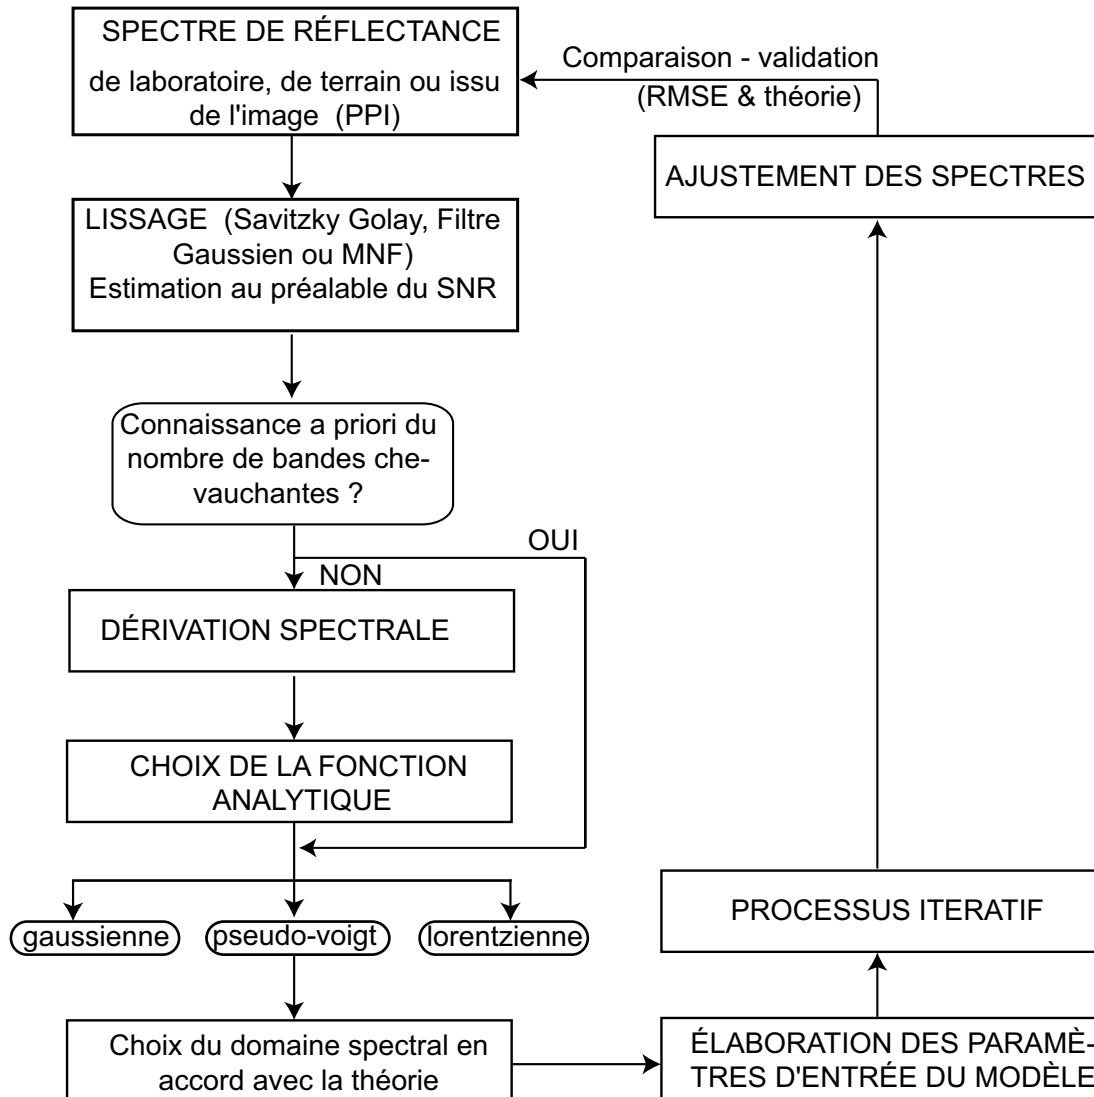 SPECTRE DE RÉFLECTANCE
de laboratoire, de terrain ou issu
de l'image (PPI)
Comparaison - validation
(RMSE & théorie)
AJUSTEMENT DES SPECTRES
LISSAGE (Savitzky Golay, Filtre
Gaussien ou MNF)
Estimation au préalable du SNR
Connaissance a priori du
nombre de bandes che-
vauchantes ?
OUI
NON
DÉRIVATION SPECTRALE
CHOIX DE LA FONCTION
ANALYTIQUE
gaussienne
pseudo-voigt
lorentzienne
PROCESSUS ITERATIF
Choix du domaine spectral en
accord avec la théorie
ÉLABORATION DES PARAMÈ-
TRES D'ENTRÉE DU MODÈLE